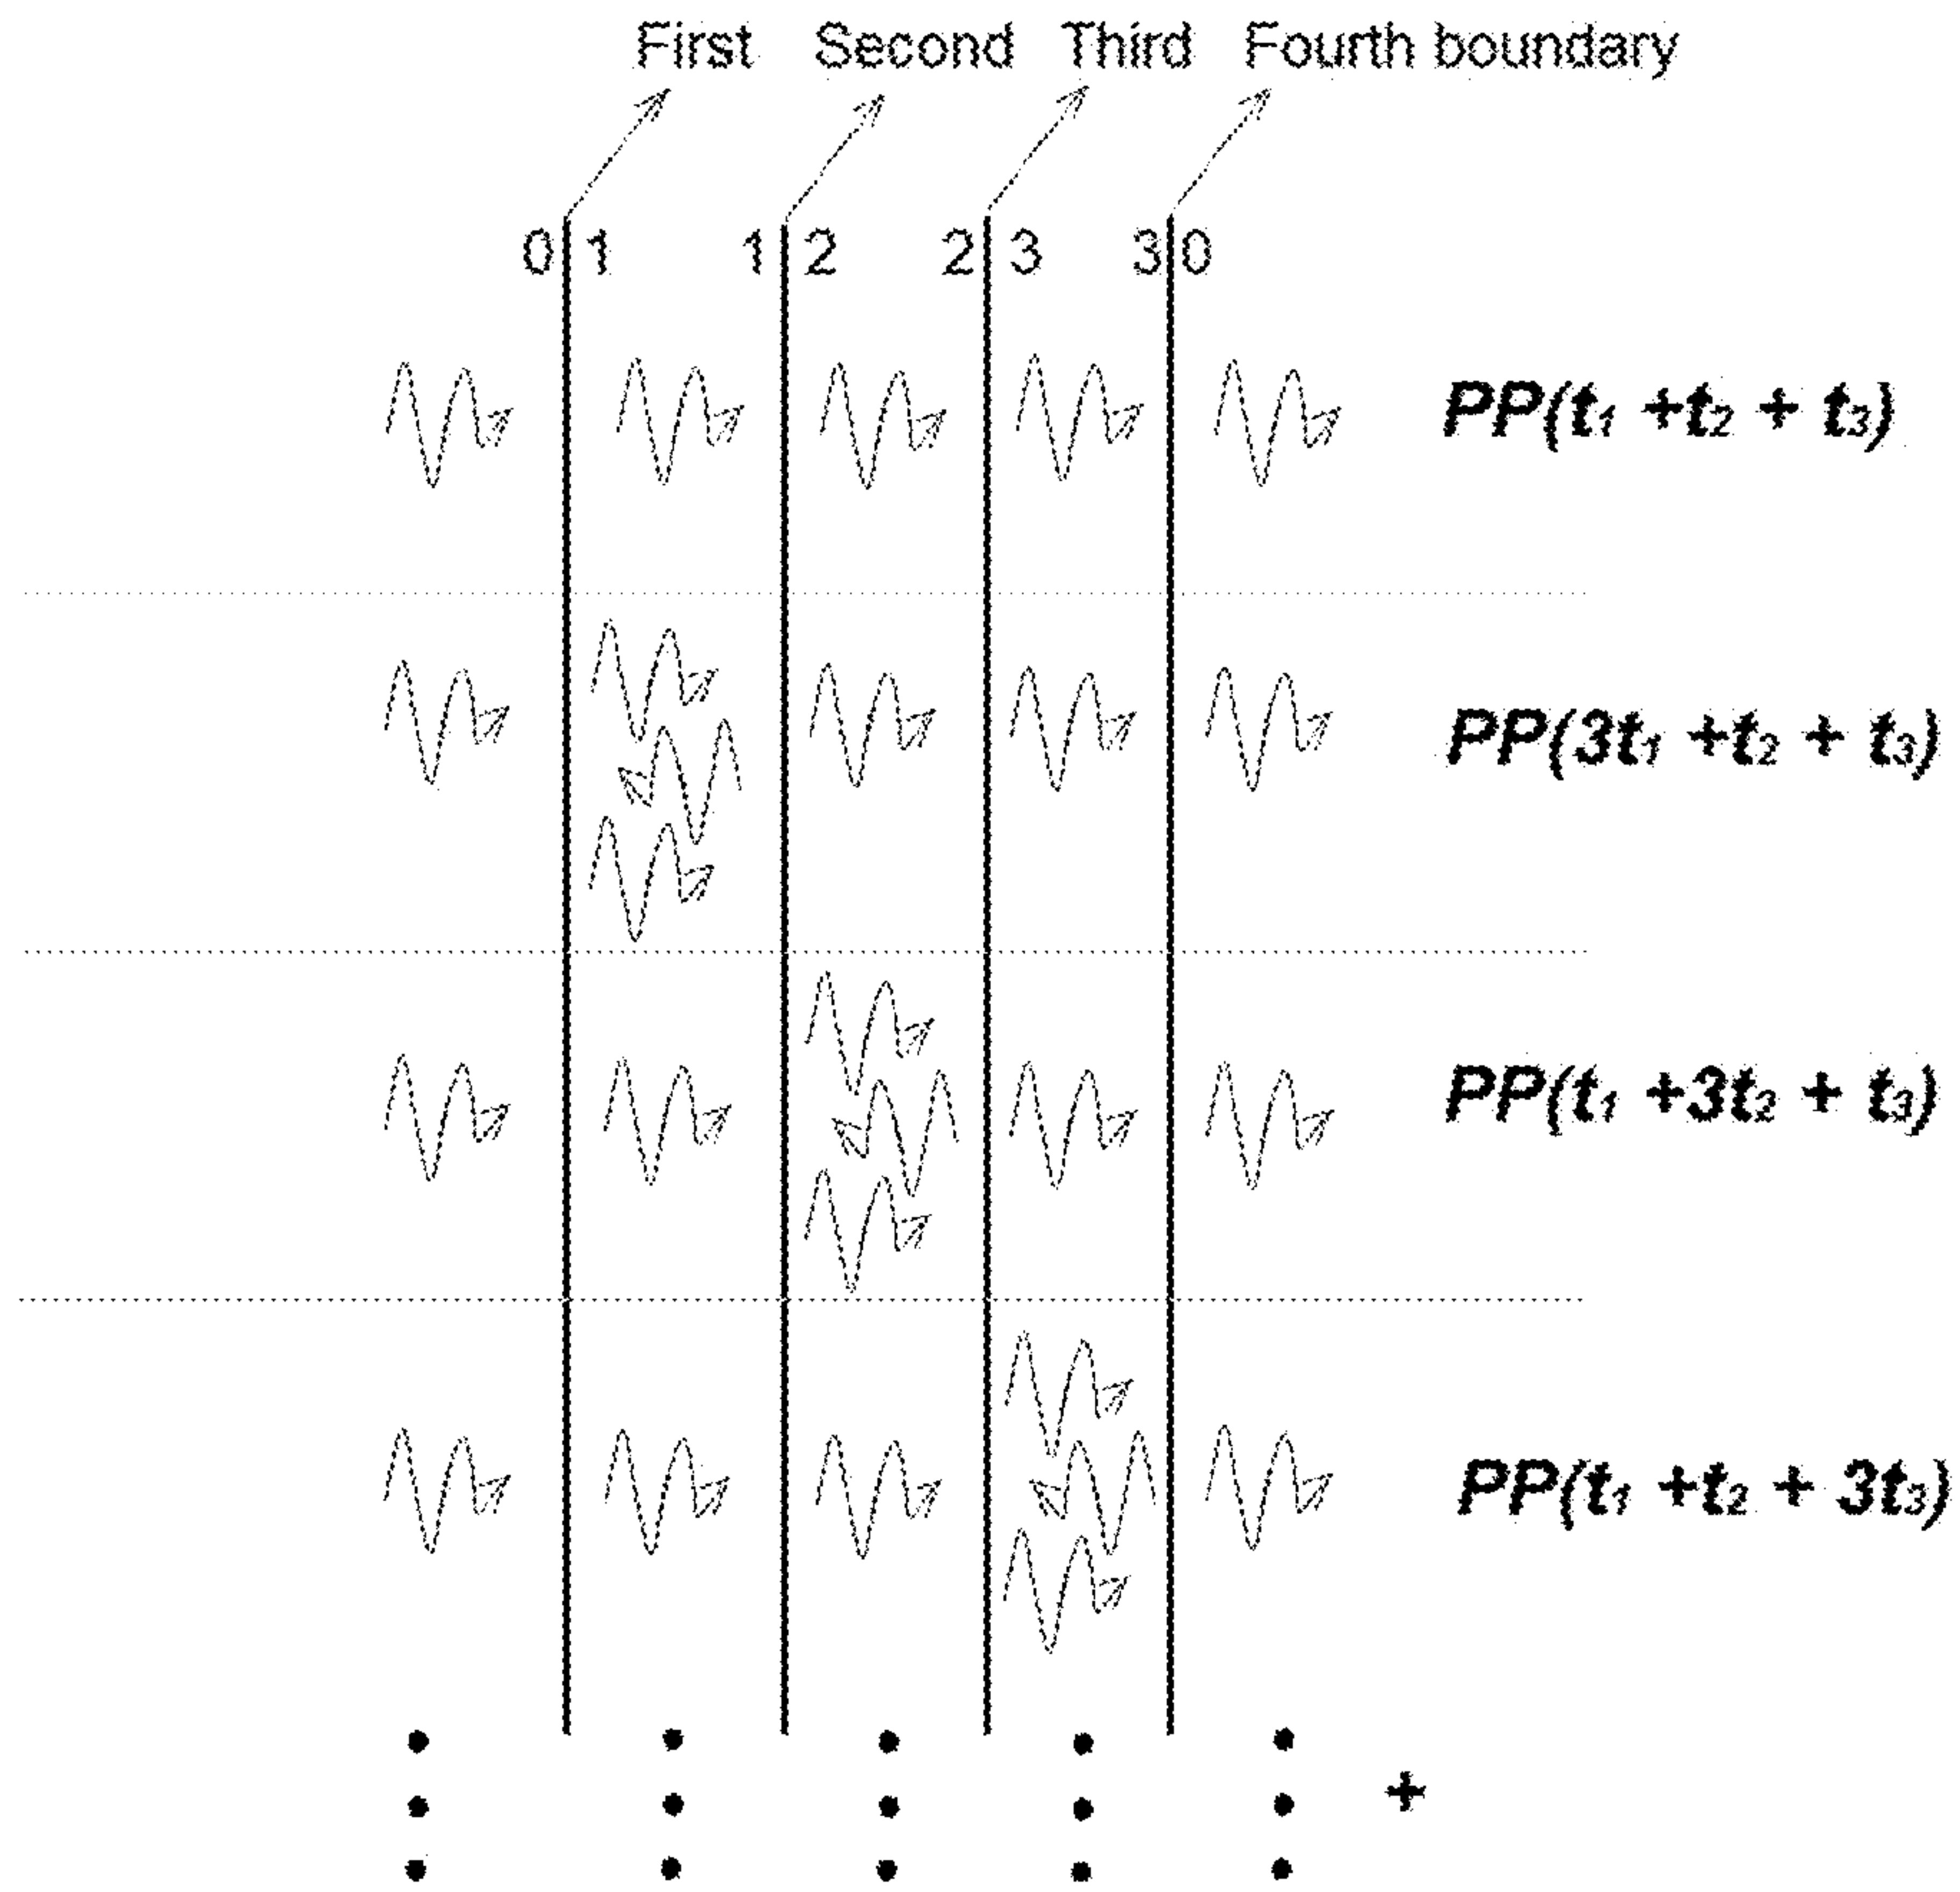 First Second Third Fourth boundary
0 1 1 2 2 3 3 0
PP(t₁ +t₂ + t₃)
PP(3t₁ +t₂ + t₃)
PP(t₁ +3t₂ + t₃)
PP(t₁ +t₂ + 3t₃)
+